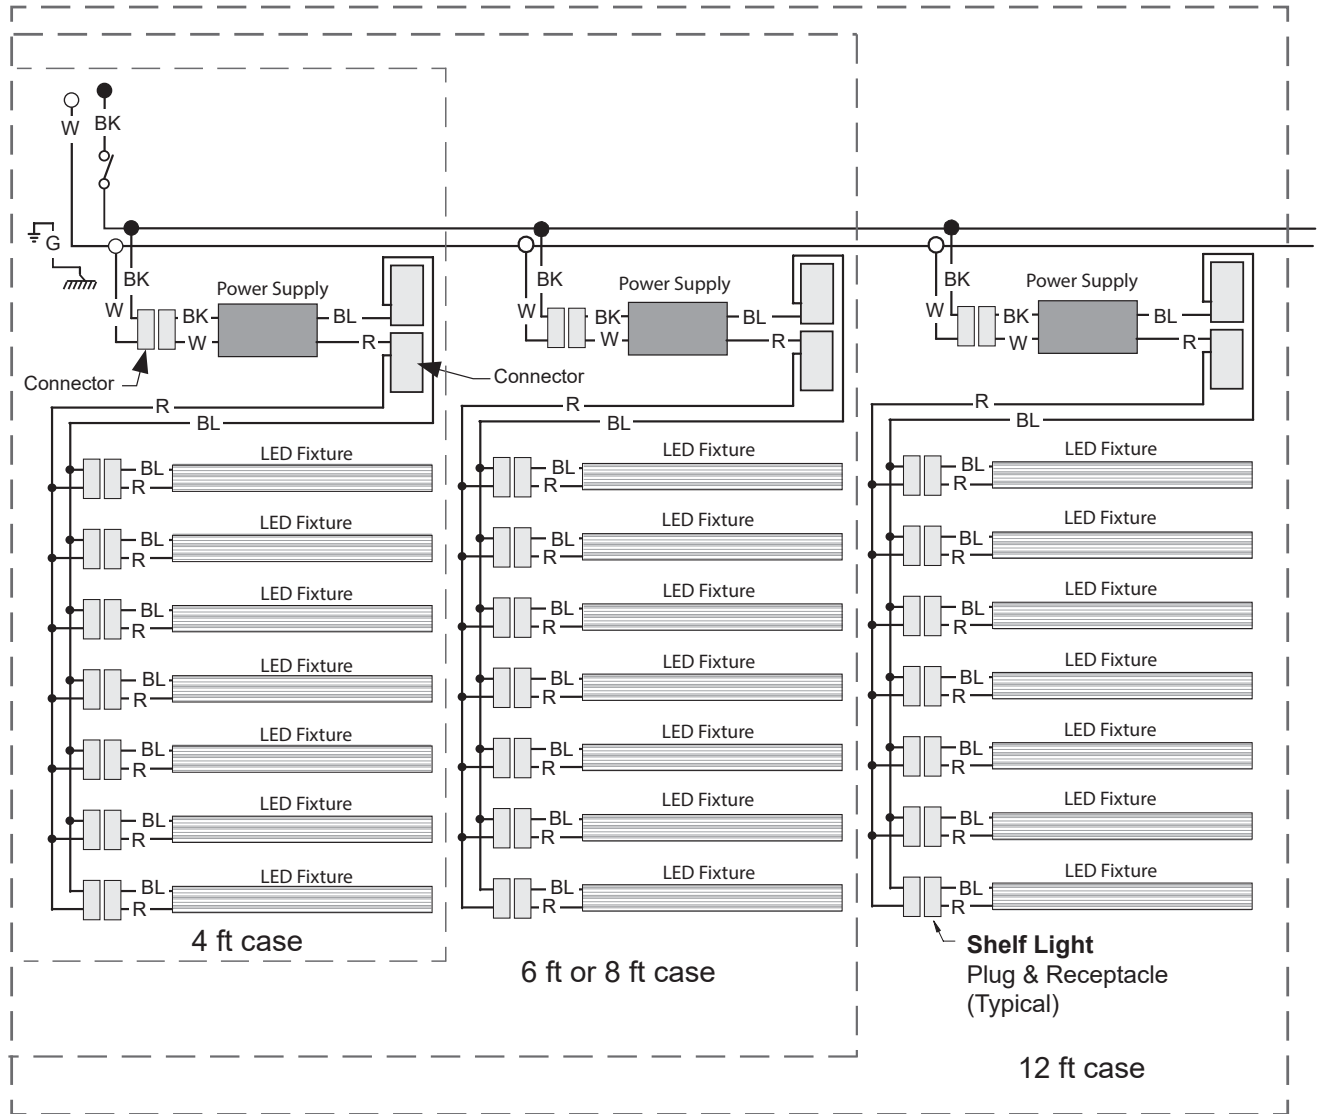 W
BK
G
BK
W
Power Supply
BK
W
BL
R
Connector
Connector
R
BL
LED Fixture
BL
R
LED Fixture
BL
R
LED Fixture
BL
R
LED Fixture
BL
R
LED Fixture
BL
R
LED Fixture
BL
R
LED Fixture
BL
R
4 ft case
BK
W
Power Supply
BK
W
BL
R
R
BL
LED Fixture
BL
R
LED Fixture
BL
R
LED Fixture
BL
R
LED Fixture
BL
R
LED Fixture
BL
R
LED Fixture
BL
R
LED Fixture
BL
R
6 ft or 8 ft case
BK
W
Power Supply
BK
W
BL
R
R
BL
LED Fixture
BL
R
LED Fixture
BL
R
LED Fixture
BL
R
LED Fixture
BL
R
LED Fixture
BL
R
LED Fixture
BL
R
LED Fixture
BL
R
Shelf Light
Plug & Receptacle
(Typical)
12 ft case